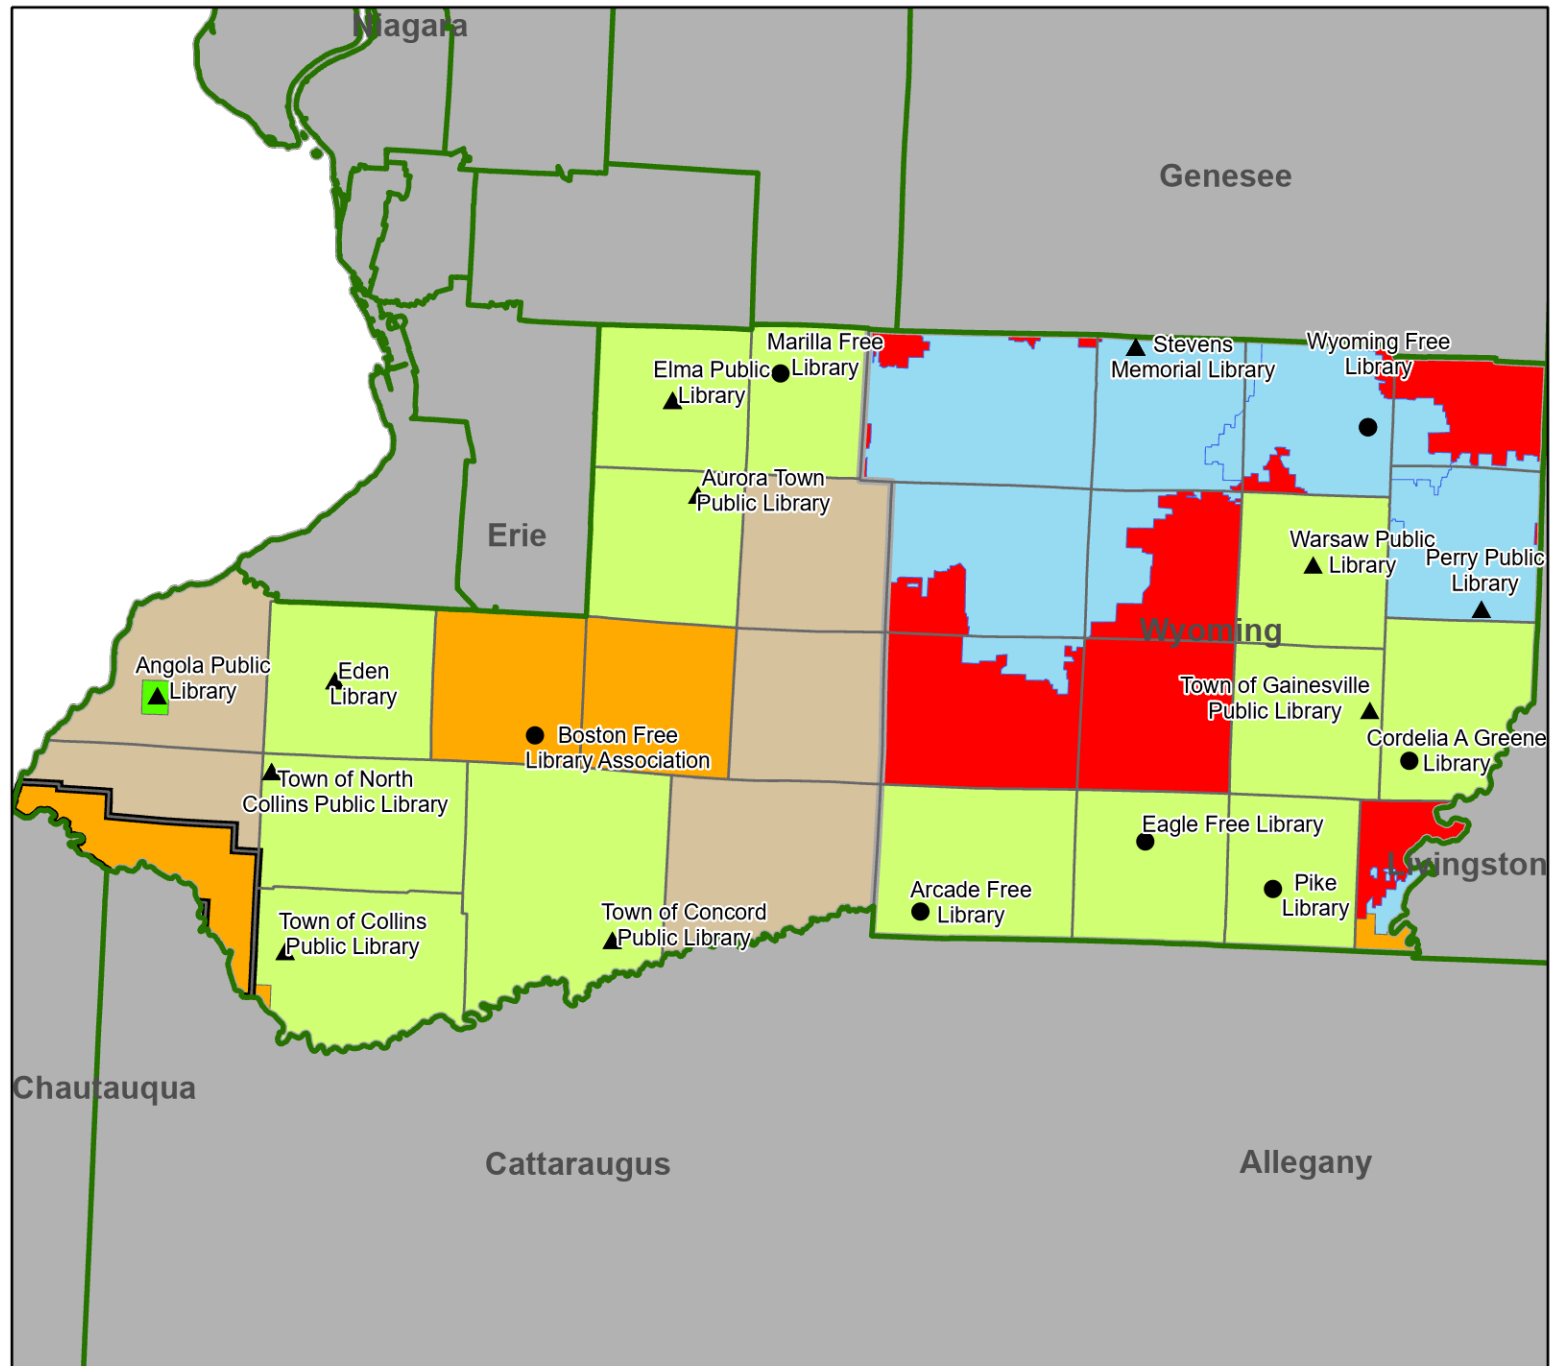 Niagara
Genesee
Marilla Free
Library
Stevens
Memorial Library
Wyoming Free
Library
Elma Public
Library
Aurora Town
Public Library
Erie
Warsaw Public
Library
Perry Public
Library
Wyoming
Angola Public
Library
Eden
Library
Town of Gainesville
Public Library
Boston Free
Library Association
Cordelia A Greene
Library
Town of North
Collins Public Library
Eagle Free Library
Livingston
Arcade Free
Library
Pike
Library
Town of Collins
Public Library
Town of Concord
Public Library
Chautauqua
Cattaraugus
Allegany